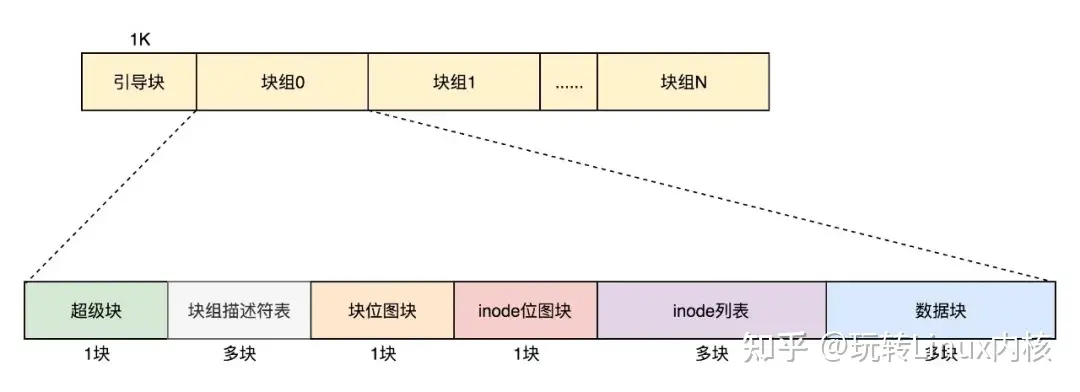 1K
引导块
块组0
块组1
......
块组N
超级块
块组描述符表
块位图块
inode位图块
inode列表
数据块
1块
多块
1块
1块
多块
多块
知乎 @玩转Linux内核